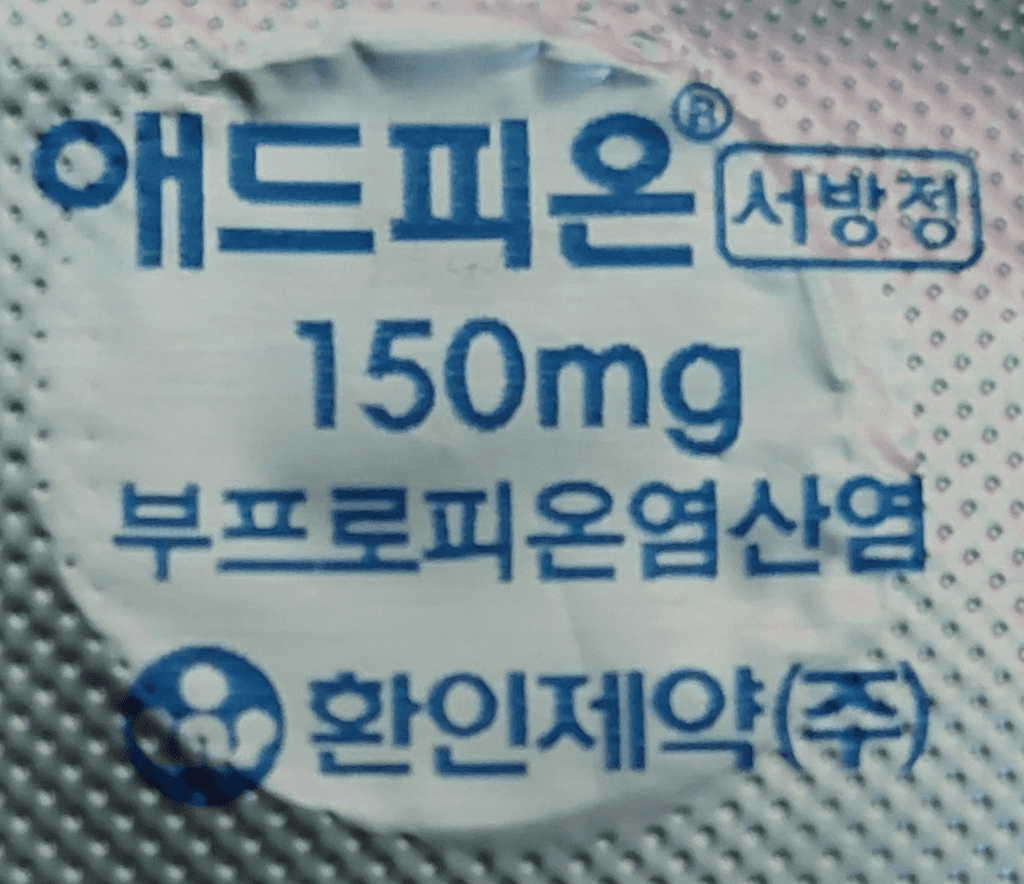 애드피온® 서방정
150mg
부프로피온염산염
환인제약(주)